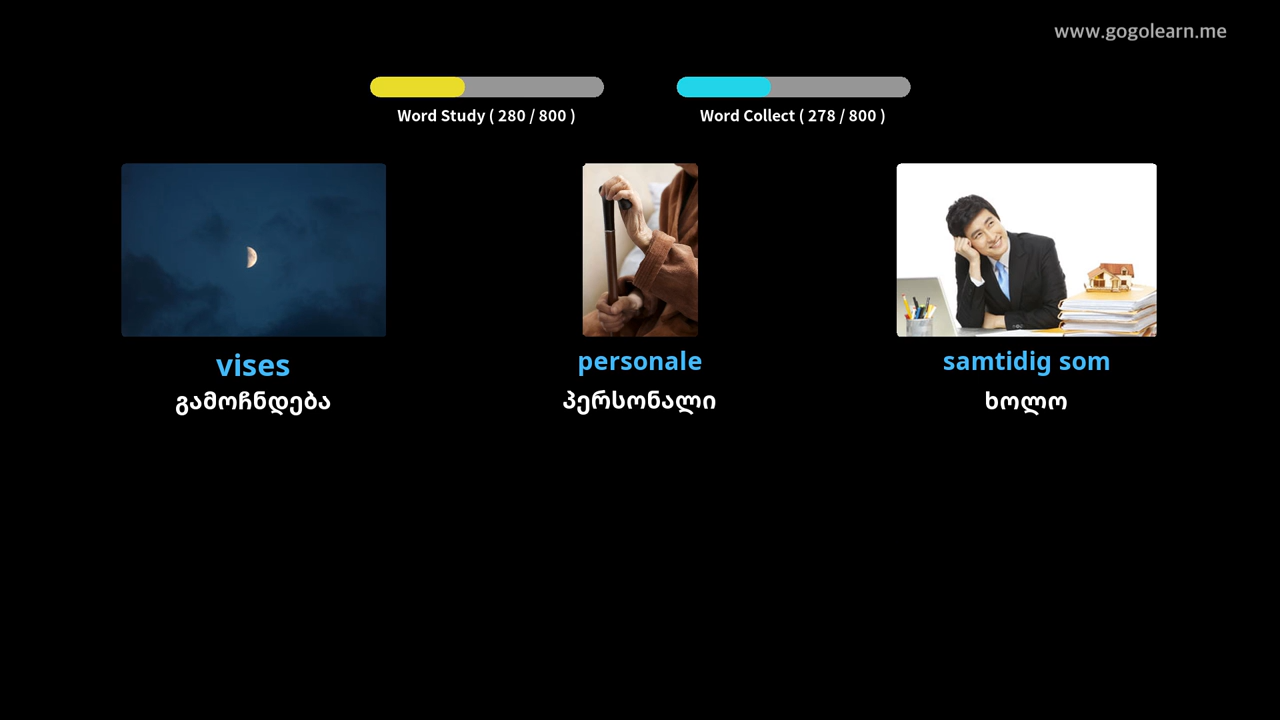 www.gogolearn.me
Word Study ( 280 / 800 )
Word Collect ( 278 / 800 )
vises
personale
samtidig som
გამოჩნდება
პერსონალი
ხოლო